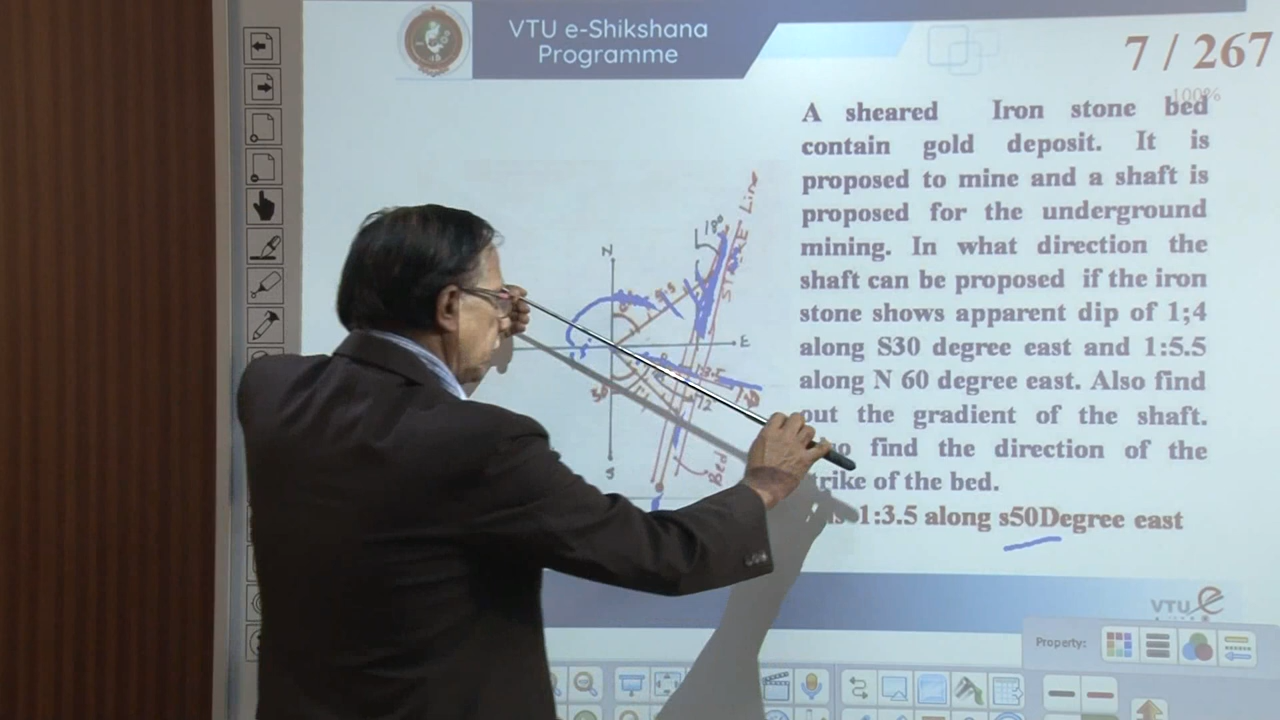 VTU e-Shikshana
Programme
7 / 267
100%
A sheared Iron stone bed
contain gold deposit. It is
proposed to mine and a shaft is
proposed for the underground
mining. In what direction the
shaft can be proposed if the iron
stone shows apparent dip of 1;4
along S30 degree east and 1:5.5
along N 60 degree east. Also find
out the gradient of the shaft.
find the direction of the
of the bed.
1:3.5 along s50Degree east
18°
Line
N
E
S
Bed
VTU e
Property: